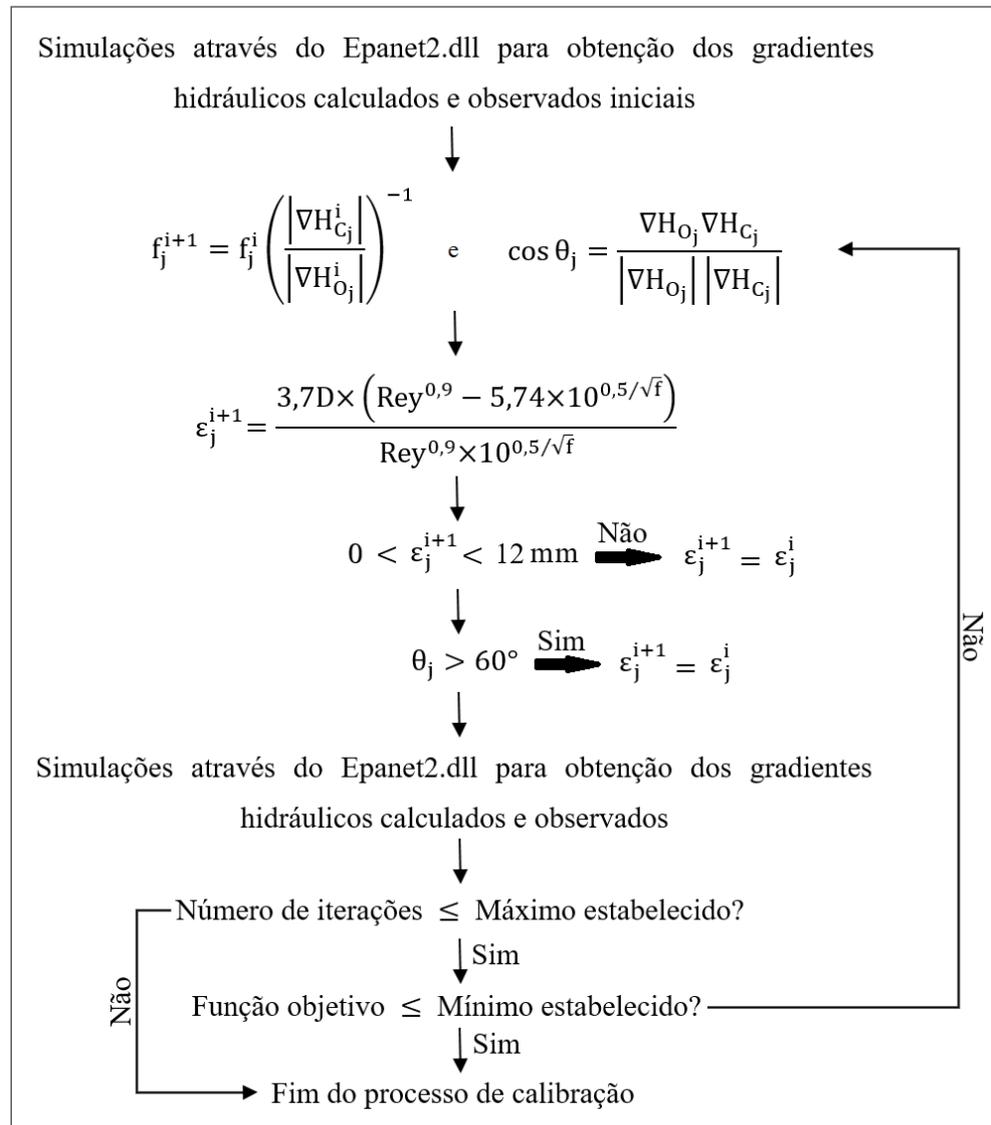 Simulações através do Epanet2.dll para obtenção dos gradientes
hidráulicos calculados e observados iniciais
f_j^{i+1} = f_j^i (|∇H_{C_j}^i| / |∇H_{O_j}^i|)^{-1} e cos θ_j = ∇H_{O_j}∇H_{C_j} / |∇H_{O_j}| |∇H_{C_j}|
ε_j^{i+1} = 3,7D× (Rey^{0,9} − 5,74×10^{0,5/√f}) / Rey^{0,9}×10^{0,5/√f}
0 < ε_j^{i+1} < 12 mm Não ε_j^{i+1} = ε_j^i
θ_j > 60° Sim ε_j^{i+1} = ε_j^i
Não
Simulações através do Epanet2.dll para obtenção dos gradientes
hidráulicos calculados e observados
Número de iterações ≤ Máximo estabelecido?
Sim
Não
Função objetivo ≤ Mínimo estabelecido?
Sim
Fim do processo de calibração